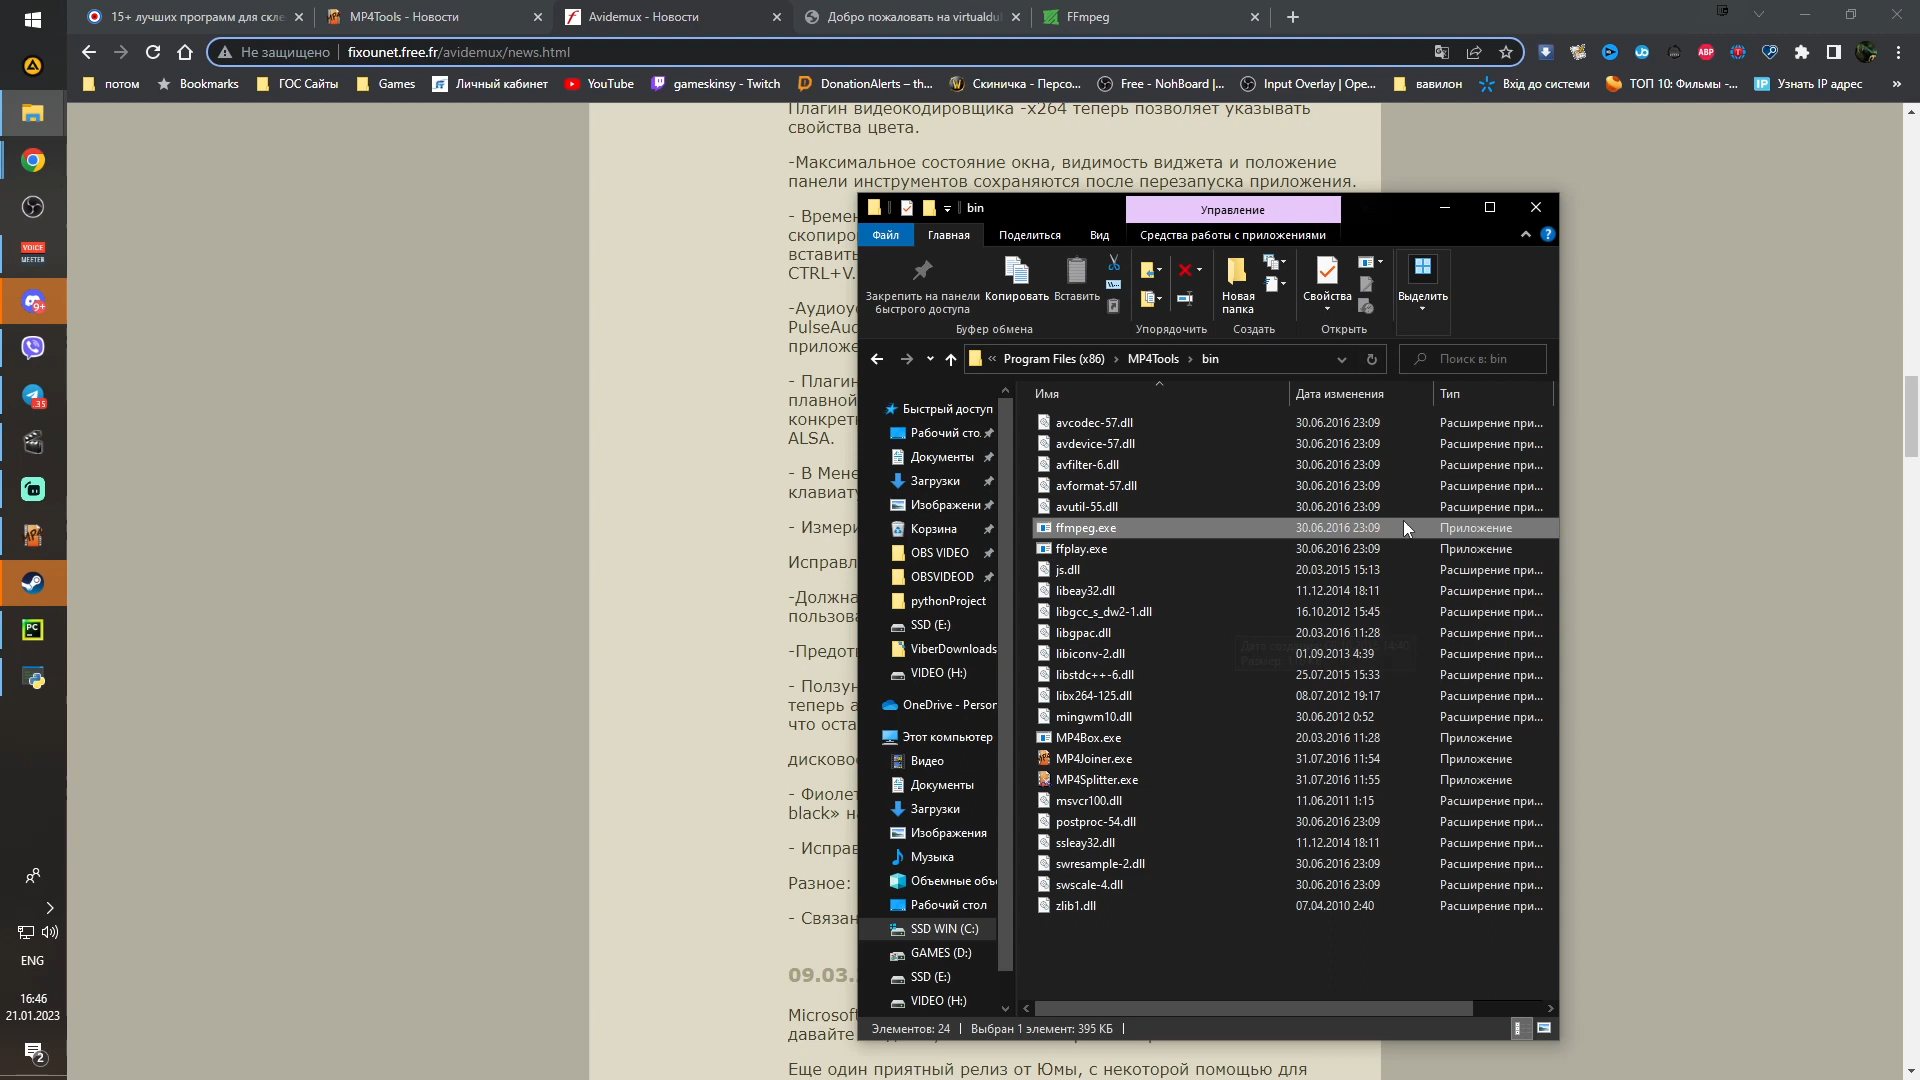 15+ лучших программ для скле
MP4Tools - Новости
Avidemux - Новости
Добро пожаловать на virtualdu
FFmpeg
Не защищено
fixounet.free.fr/avidemux/news.html
потом
Bookmarks
ГОС Сайты
Games
Личный кабинет
YouTube
gameskinsy - Twitch
DonationAlerts – th...
Скиничка - Персо...
Free - NohBoard |...
Input Overlay | Ope...
вавилон
Вхід до системи
ТОП 10: Фильмы -...
Узнать IP адрес
»
Плагин видеокодировщика -x264 теперь позволяет указывать
свойства цвета.
-Максимальное состояние окна, видимость виджета и положение
панели инструментов сохраняются после перезапуска приложения.
- Времен
скопиро
вставить
CTRL+V.
-Аудиоус
PulseAud
приложе
- Плагин
плавной
конкретн
ALSA.
- В Мене
клавиату
- Измери
Исправл
-Должна
пользова
-Предотв
- Ползун
теперь а
что оста
дисковог
- Фиолет
black» н
- Исправ
Разное:
- Связан
09.03.
Microsoft
давайте
Еще один приятный релиз от Юмы, с некоторой помощью для
bin
Управление
Файл
Главная
Поделиться
Вид
Средства работы с приложениями
Закрепить на панели
быстрого доступа
Копировать
Вставить
Буфер обмена
Упорядочить
Новая
папка
Создать
Свойства
Открыть
Выделить
« Program Files (x86) › MP4Tools › bin
Поиск в: bin
Быстрый доступ
Рабочий сто.
Документы
Загрузки
Изображени
Корзина
OBS VIDEO
OBSVIDEOD
pythonProject
SSD (E:)
ViberDownloads
VIDEO (H:)
OneDrive - Person
Этот компьютер
Видео
Документы
Загрузки
Изображения
Музыка
Объемные объ
Рабочий стол
SSD WIN (C:)
GAMES (D:)
SSD (E:)
VIDEO (H:)
Имя Дата изменения Тип
avcodec-57.dll 30.06.2016 23:09 Расширение при...
avdevice-57.dll 30.06.2016 23:09 Расширение при...
avfilter-6.dll 30.06.2016 23:09 Расширение при...
avformat-57.dll 30.06.2016 23:09 Расширение при...
avutil-55.dll 30.06.2016 23:09 Расширение при...
ffmpeg.exe 30.06.2016 23:09 Приложение
ffplay.exe 30.06.2016 23:09 Приложение
js.dll 20.03.2015 15:13 Расширение при...
libeay32.dll 11.12.2014 18:11 Расширение при...
libgcc_s_dw2-1.dll 16.10.2012 15:45 Расширение при...
libgpac.dll 20.03.2016 11:28 Расширение при...
libiconv-2.dll 01.09.2013 4:39 Расширение при...
libstdc++-6.dll 25.07.2015 15:33 Расширение при...
libx264-125.dll 08.07.2012 19:17 Расширение при...
mingwm10.dll 30.06.2012 0:52 Расширение при...
MP4Box.exe 20.03.2016 11:28 Приложение
MP4Joiner.exe 31.07.2016 11:54 Приложение
MP4Splitter.exe 31.07.2016 11:55 Приложение
msvcr100.dll 11.06.2011 1:15 Расширение при...
postproc-54.dll 30.06.2016 23:09 Расширение при...
ssleay32.dll 11.12.2014 18:11 Расширение при...
swresample-2.dll 30.06.2016 23:09 Расширение при...
swscale-4.dll 30.06.2016 23:09 Расширение при...
zlib1.dll 07.04.2010 2:40 Расширение при...
Элементов: 24
Выбран 1 элемент: 395 КБ
VOICE
MEETER
9+
35
ENG
16:46
21.01.2023
2